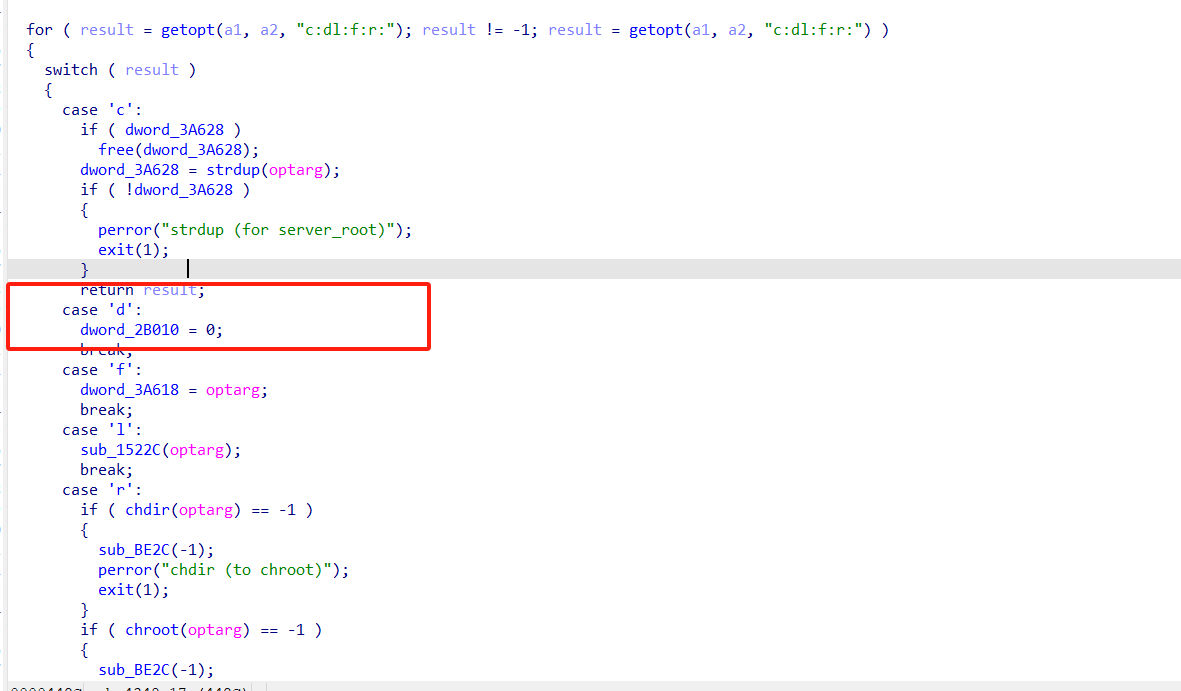 for ( result = getopt(a1, a2, "c:dl:f:r:"); result != -1; result = getopt(a1, a2, "c:dl:f:r:") )
{
switch ( result )
{
case 'c':
if ( dword_3A628 )
free(dword_3A628);
dword_3A628 = strdup(optarg);
if ( !dword_3A628 )
{
perror("strdup (for server_root)");
exit(1);
}
return result;
case 'd':
dword_2B010 = 0;
break;
case 'f':
dword_3A618 = optarg;
break;
case 'l':
sub_1522C(optarg);
break;
case 'r':
if ( chdir(optarg) == -1 )
{
sub_BE2C(-1);
perror("chdir (to chroot)");
exit(1);
}
if ( chroot(optarg) == -1 )
{
sub_BE2C(-1);